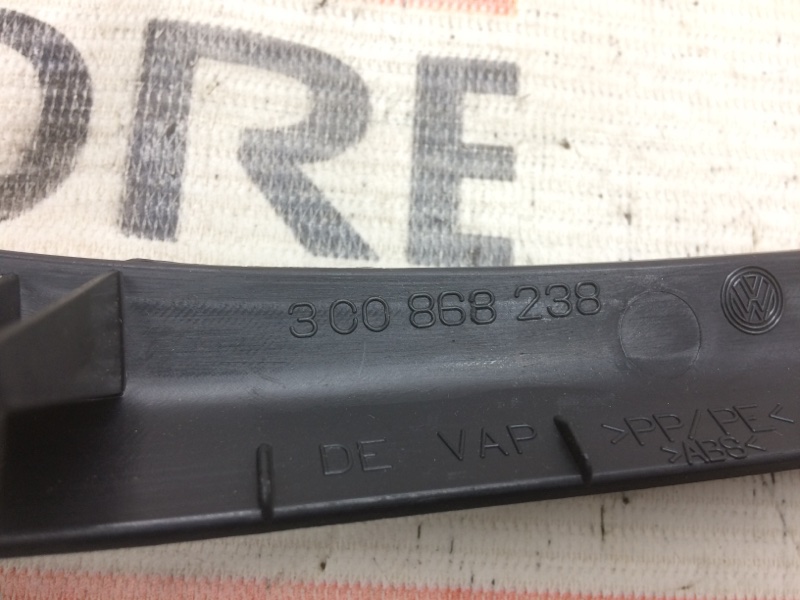 ORE
3C0 868 238
DE VAP >PP/PE<
>ABS<